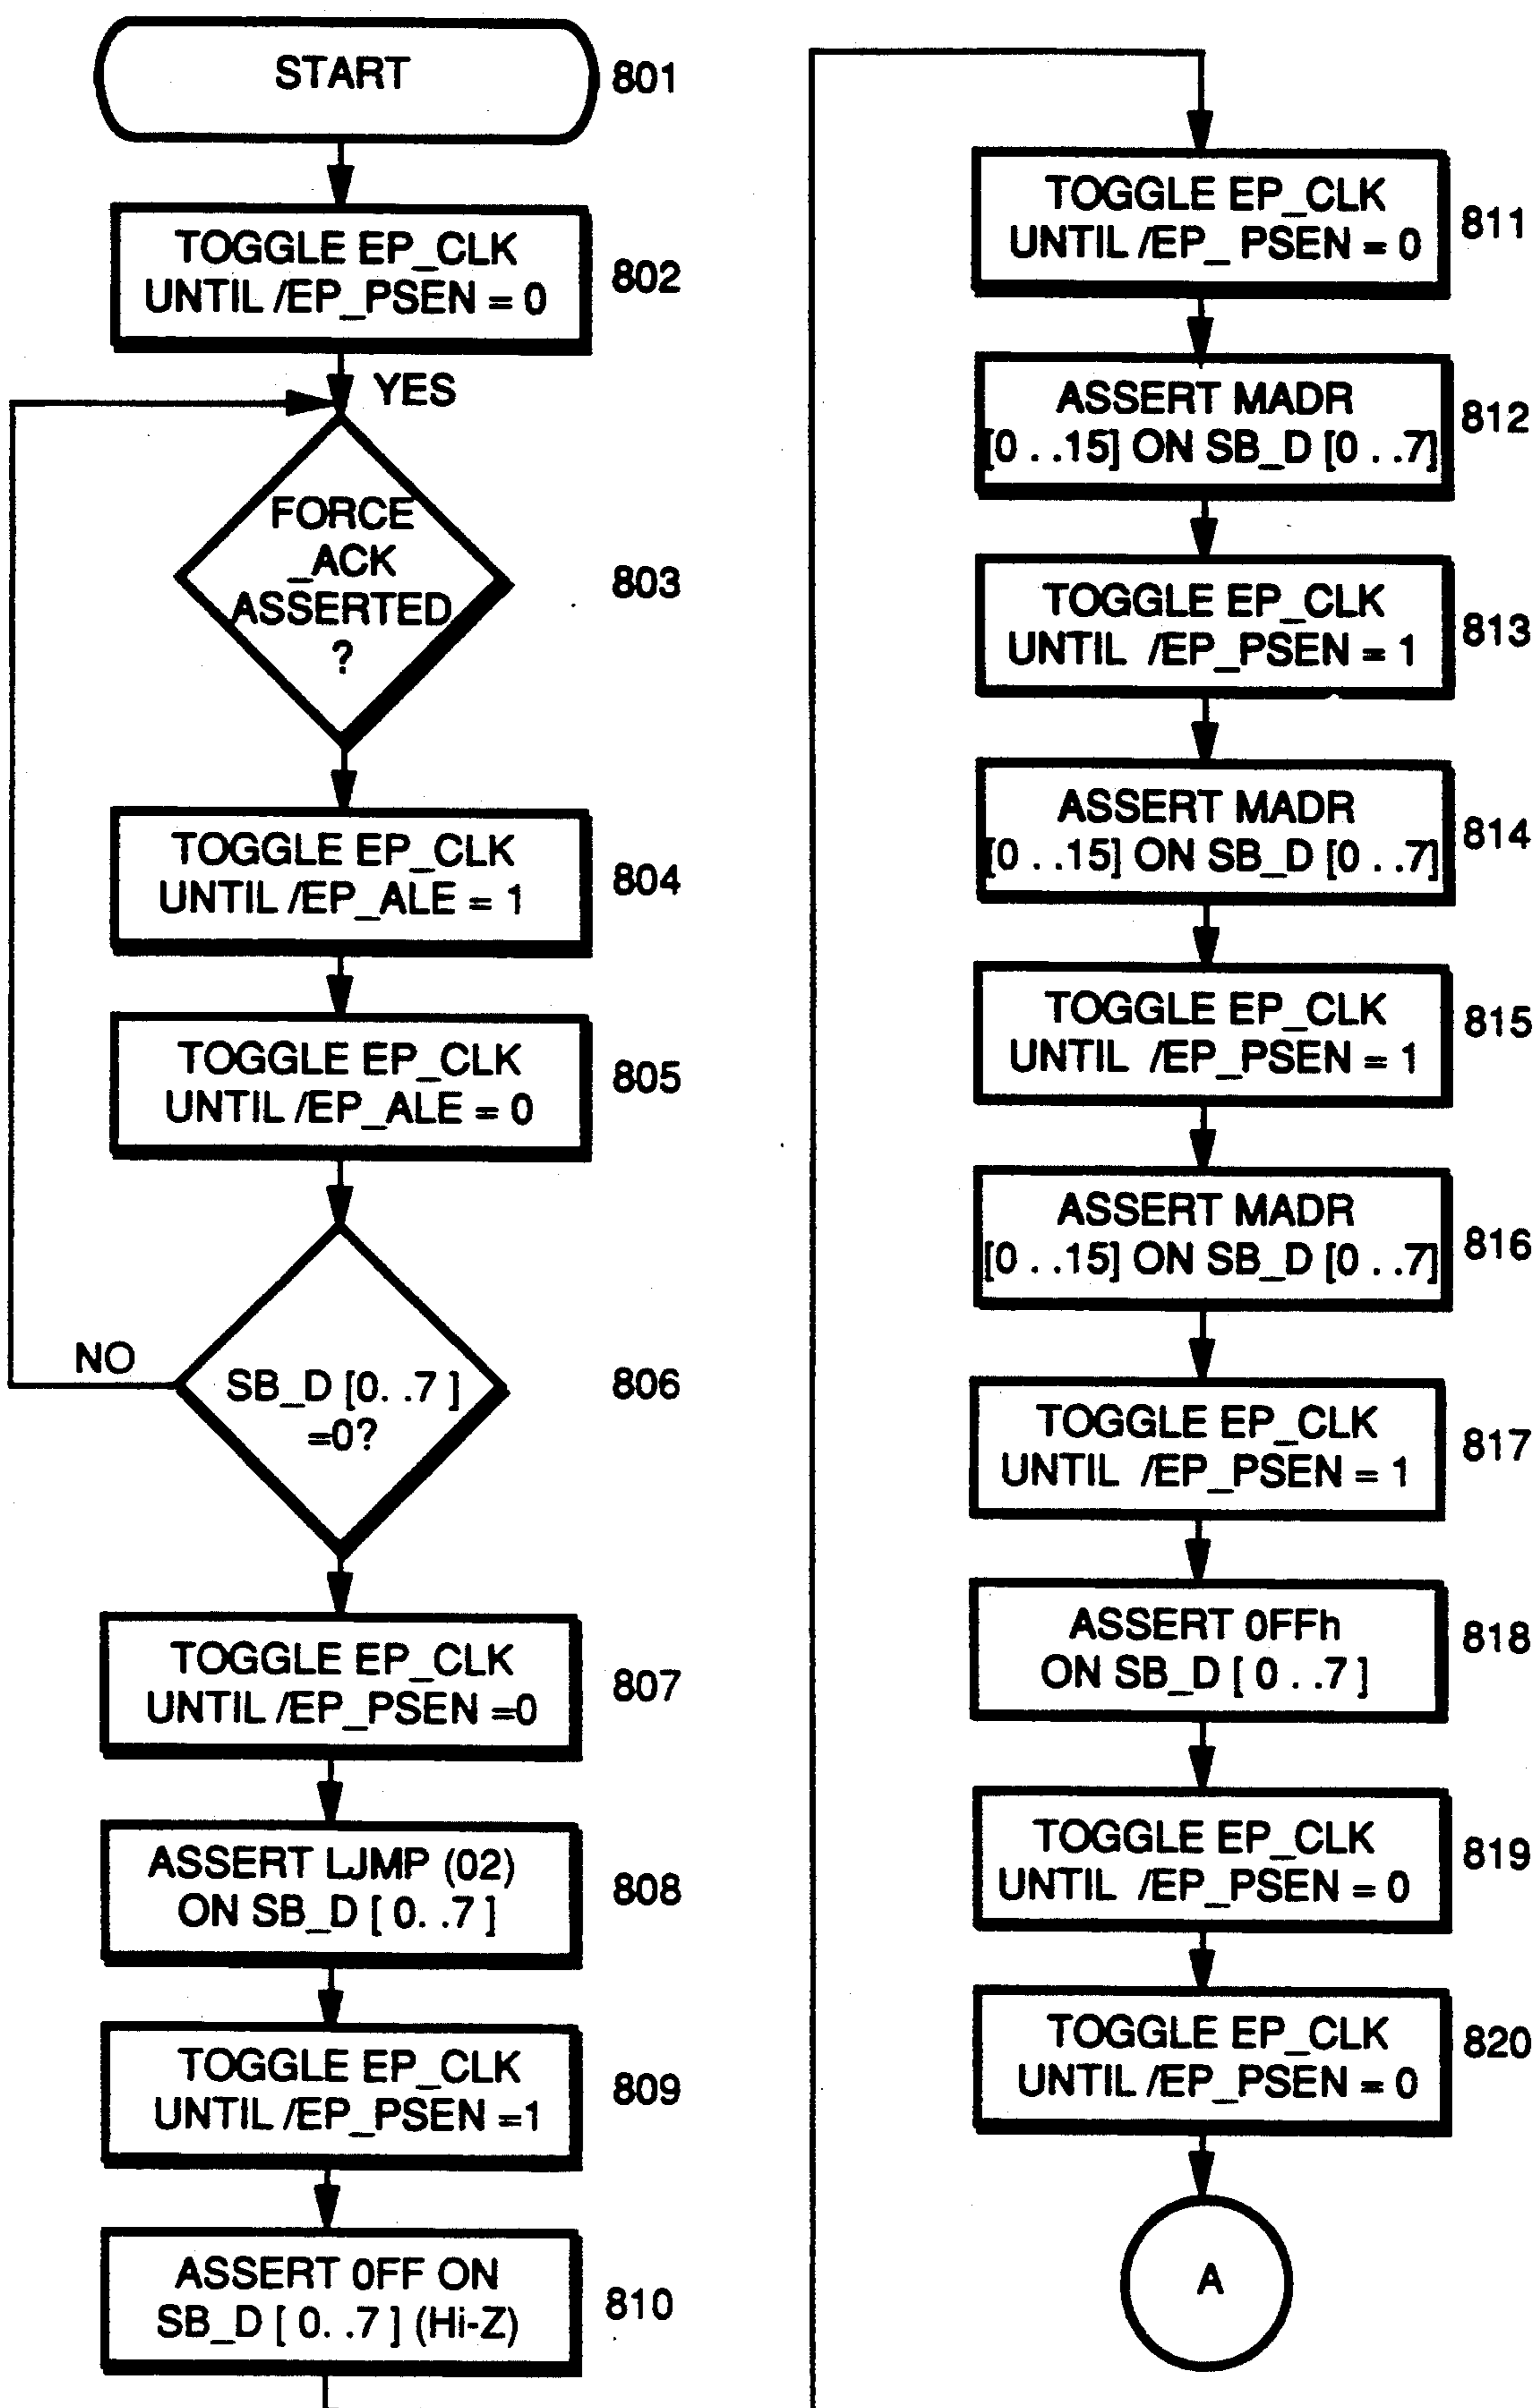 START
801
TOGGLE EP_CLK
UNTIL /EP_PSEN = 0
802
YES
FORCE
_ACK
ASSERTED
?
803
TOGGLE EP_CLK
UNTIL /EP_ALE = 1
804
TOGGLE EP_CLK
UNTIL /EP_ALE = 0
805
NO
SB_D [0. .7 ]
=0?
806
TOGGLE EP_CLK
UNTIL /EP_PSEN =0
807
ASSERT LJMP (02)
ON SB_D [ 0. .7 ]
808
TOGGLE EP_CLK
UNTIL /EP_PSEN =1
809
ASSERT 0FF ON
SB_D [ 0. .7 ] (Hi-Z)
810
TOGGLE EP_CLK
UNTIL /EP_ PSEN = 0
811
ASSERT MADR
[0 . .15] ON SB_D [0 . .7]
812
TOGGLE EP_CLK
UNTIL /EP_PSEN = 1
813
ASSERT MADR
[0 . .15] ON SB_D [0 . .7]
814
TOGGLE EP_CLK
UNTIL /EP_PSEN = 1
815
ASSERT MADR
[0 . .15] ON SB_D [0 . .7]
816
TOGGLE EP_CLK
UNTIL /EP_PSEN = 1
817
ASSERT 0FFh
ON SB_D [ 0 . .7 ]
818
TOGGLE EP_CLK
UNTIL /EP_PSEN = 0
819
TOGGLE EP_CLK
UNTIL /EP_PSEN = 0
820
A